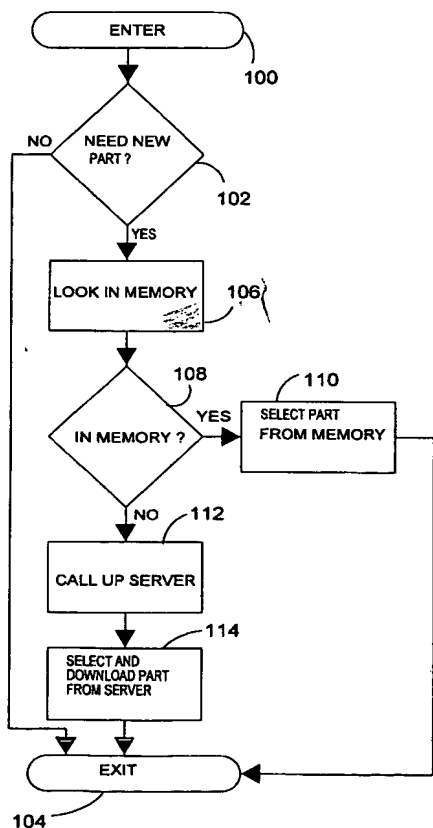 ENTER
100
NO
NEED NEW
PART ?
102
YES
LOOK IN MEMORY
106
108
110
YES
IN MEMORY ?
SELECT PART
FROM MEMORY
NO
112
CALL UP SERVER
114
SELECT AND
DOWNLOAD PART
FROM SERVER
EXIT
104